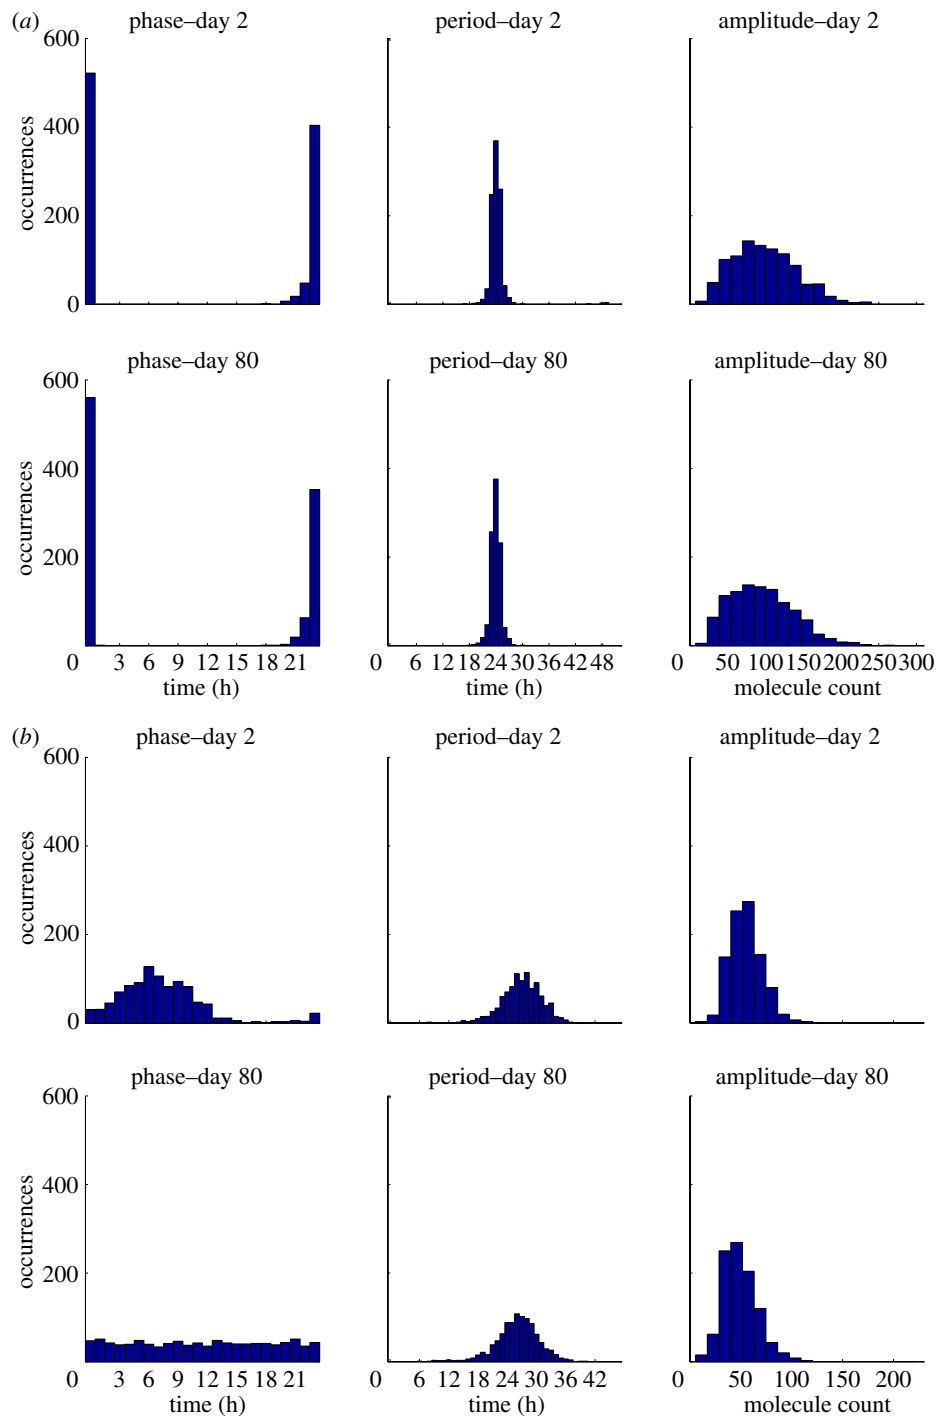 (a) phase–day 2 period–day 2 amplitude–day 2
600
400
200
0
occurrences
phase–day 80 period–day 80 amplitude–day 80
600
400
200
occurrences
0 3 6 9 12 15 18 21 0 6 12 18 24 30 36 42 48 0 50 100 150 200 250 300
time (h) time (h) molecule count
(b) phase–day 2 period–day 2 amplitude–day 2
600
400
200
0
occurrences
phase–day 80 period–day 80 amplitude–day 80
600
400
200
occurrences
0 3 6 9 12 15 18 21 0 6 12 18 24 30 36 42 0 50 100 150 200
time (h) time (h) molecule count